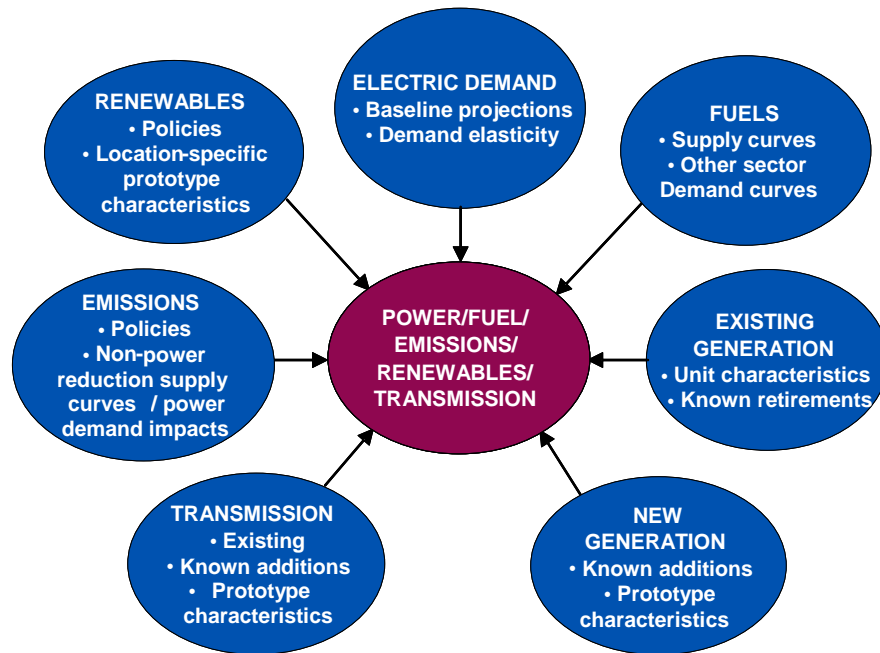 RENEWABLES
• Policies
• Location-specific
prototype
characteristics
ELECTRIC DEMAND
• Baseline projections
• Demand elasticity
FUELS
• Supply curves
• Other sector
Demand curves
EMISSIONS
• Policies
• Non-power
reduction supply
curves / power
demand impacts
POWER/FUEL/
EMISSIONS/
RENEWABLES/
TRANSMISSION
EXISTING
GENERATION
• Unit characteristics
• Known retirements
TRANSMISSION
• Existing
• Known additions
• Prototype
characteristics
NEW
GENERATION
• Known additions
• Prototype
characteristics